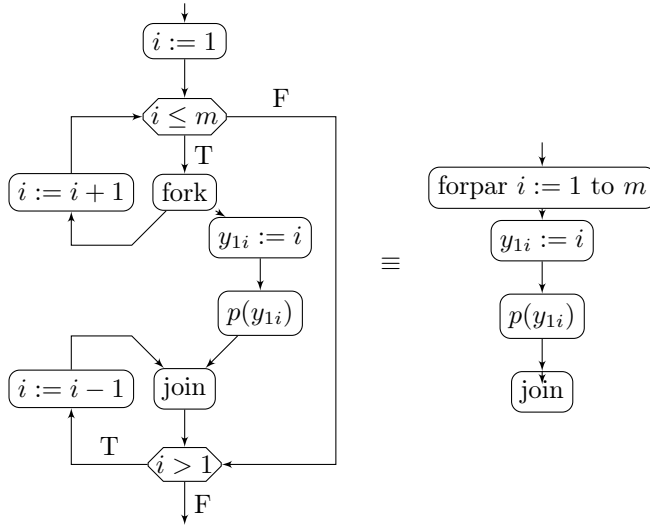 i := 1
i ≤ m
F
T
i := i + 1
fork
y₁ᵢ := i
p(y₁ᵢ)
i := i − 1
join
T
i > 1
F
≡
forpar i := 1 to m
y₁ᵢ := i
p(y₁ᵢ)
join